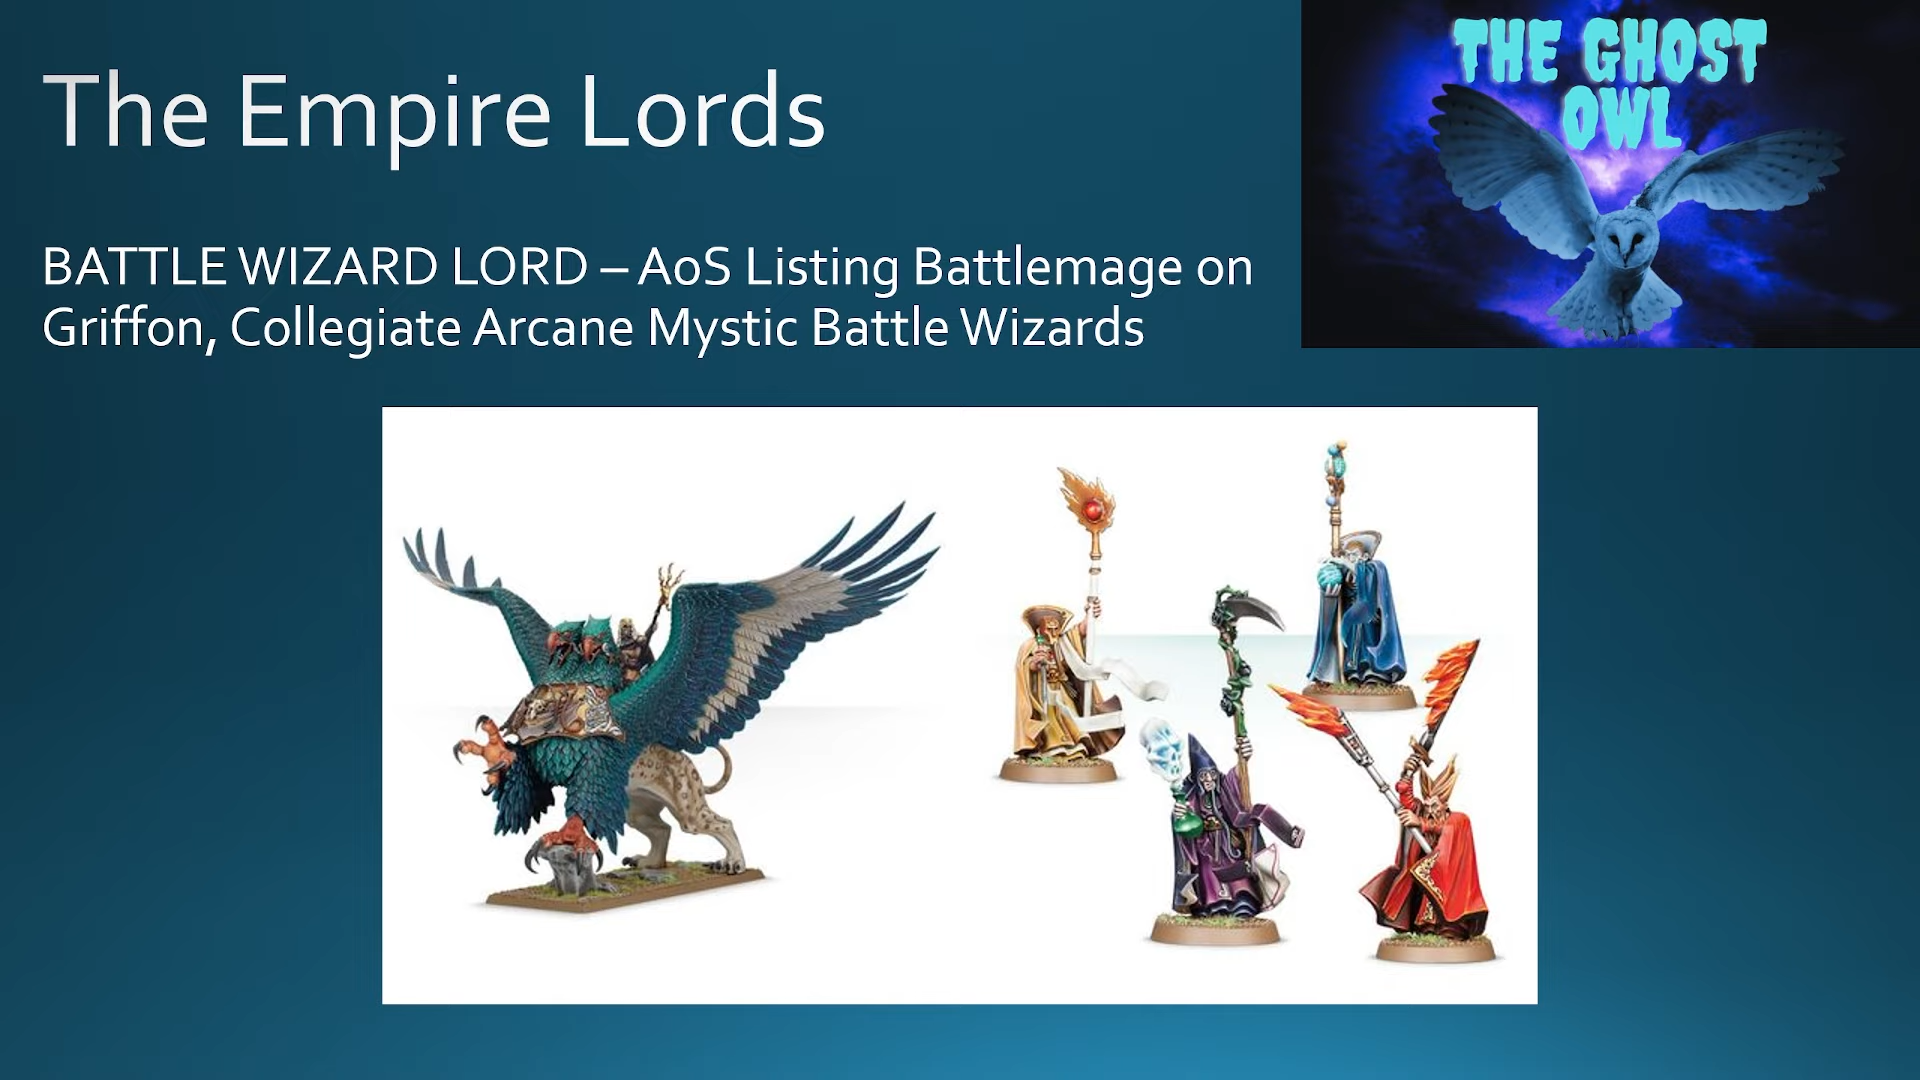 The Empire Lords
THE GHOST
OWL
BATTLE WIZARD LORD – AoS Listing Battlemage on
Griffon, Collegiate Arcane Mystic Battle Wizards